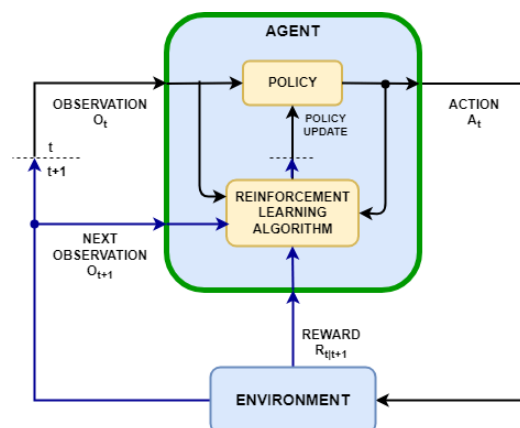 AGENT
POLICY
OBSERVATION
Ot
POLICY
UPDATE
ACTION
At
t
t+1
REINFORCEMENT
LEARNING
ALGORITHM
NEXT
OBSERVATION
Ot+1
REWARD
Rt|t+1
ENVIRONMENT